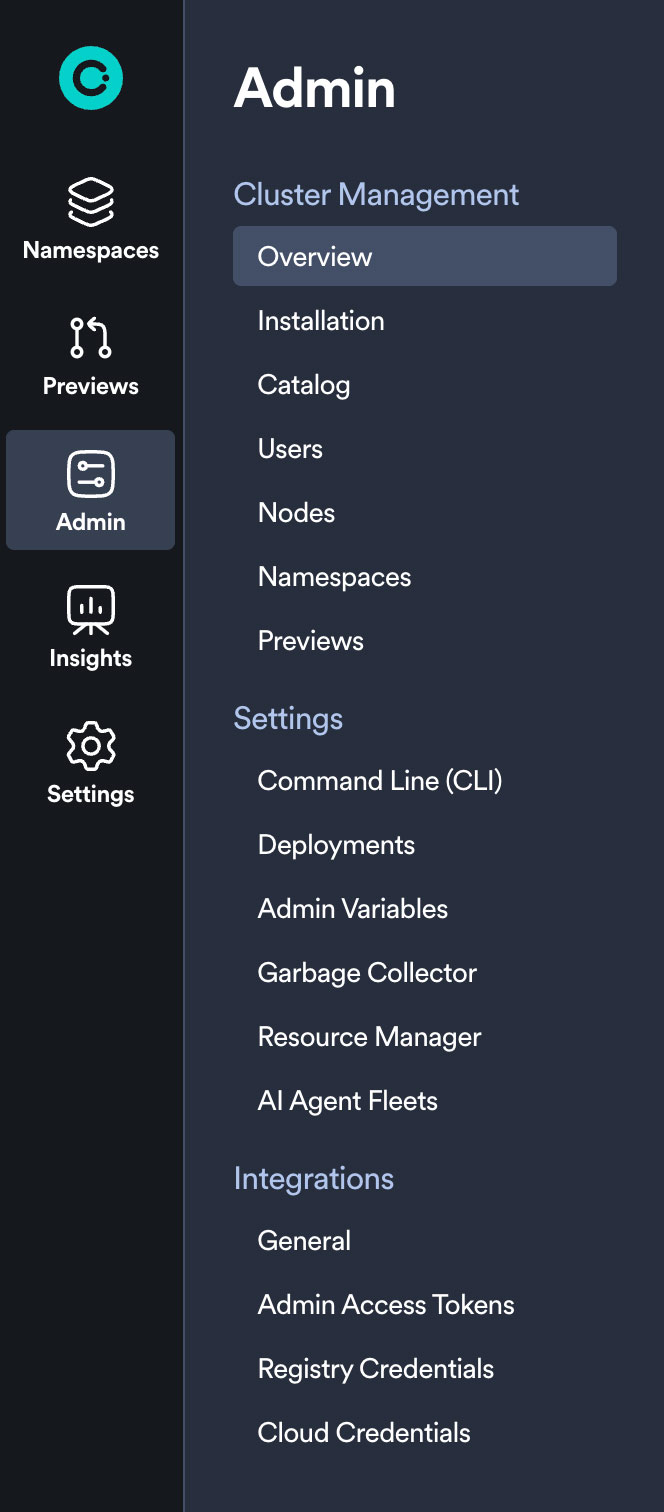 Namespaces
Previews
Admin
Insights
Settings
Admin
Cluster Management
Overview
Installation
Catalog
Users
Nodes
Namespaces
Previews
Settings
Command Line (CLI)
Deployments
Admin Variables
Garbage Collector
Resource Manager
AI Agent Fleets
Integrations
General
Admin Access Tokens
Registry Credentials
Cloud Credentials